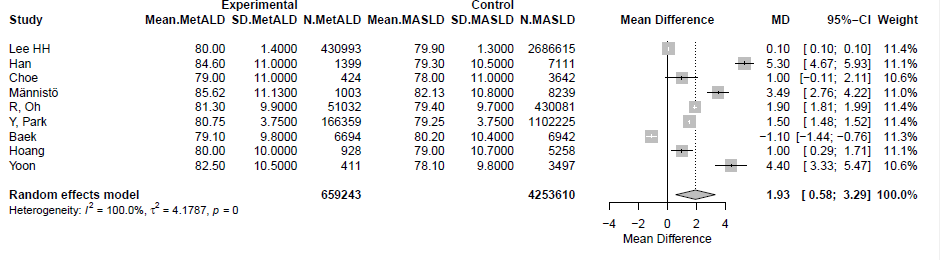 Experimental Control
Study Mean.MetALD SD.MetALD N.MetALD Mean.MASLD SD.MASLD N.MASLD Mean Difference MD 95%-CI Weight
Lee HH 80.00 1.4000 430993 79.90 1.3000 2686615 0.10 [ 0.10; 0.10] 11.4%
Han 84.60 11.0000 1399 79.30 10.5000 7111 5.30 [ 4.67; 5.93] 11.1%
Choe 79.00 11.0000 424 78.00 11.0000 3642 1.00 [−0.11; 2.11] 10.6%
Männistö 85.62 11.1300 1003 82.13 10.8000 8239 3.49 [ 2.76; 4.22] 11.1%
R, Oh 81.30 9.9000 51032 79.40 9.7000 430081 1.90 [ 1.81; 1.99] 11.4%
Y, Park 80.75 3.7500 166359 79.25 3.7500 1102225 1.50 [ 1.48; 1.52] 11.4%
Baek 79.10 9.8000 6694 80.20 10.4000 6942 −1.10 [−1.44; −0.76] 11.3%
Hoang 80.00 10.0000 928 79.00 10.7000 5258 1.00 [ 0.29; 1.71] 11.1%
Yoon 82.50 10.5000 411 78.10 9.8000 3497 4.40 [ 3.33; 5.47] 10.6%
Random effects model 659243 4253610 1.93 [ 0.58; 3.29] 100.0%
Heterogeneity: I² = 100.0%, τ² = 4.1787, p = 0
−4 −2 0 2 4
Mean Difference